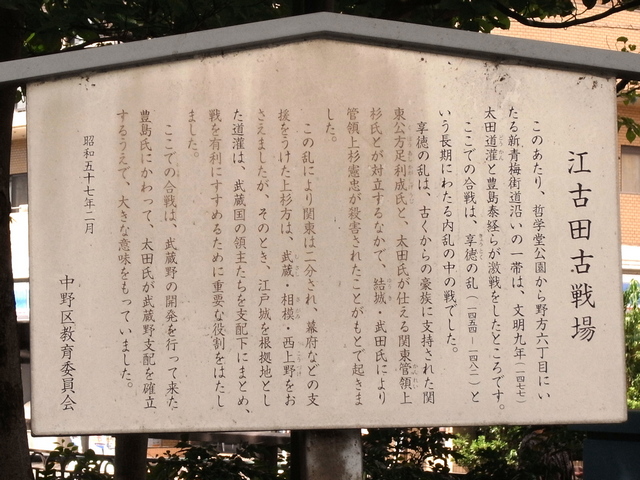 江古田古戦場
このあたり、哲学堂公園から野方六丁目にい
たる新青梅街道沿いの一帯は、文明九年(一四七七)
太田道灌と豊島泰経らが激戦をしたところです。
ここでの合戦は、享徳の乱(一四五四―一四八二)と
いう長期にわたる内乱の中の戦でした。
享徳の乱は、古くからの豪族に支持された関
東公方足利成氏と、太田氏が仕える関東管領上
杉氏とが対立するなかで、結城・武田氏により
管領上杉憲忠が殺害されたことがもとで起きま
した。
この乱により関東は二分され、幕府などの支
援をうけた上杉方は、武蔵・相模・西上野をお
さえましたが、そのとき、江戸城を根拠地とし
た道灌は、武蔵国の領主たちを支配下にまとめ、
戦を有利にすすめるために重要な役割をはたし
ました。
ここでの合戦は、武蔵野の開発を行って来た
豊島氏にかわって、太田氏が武蔵野支配を確立
するうえで、大きな意味をもっていました。
昭和五十七年二月
中野区教育委員会